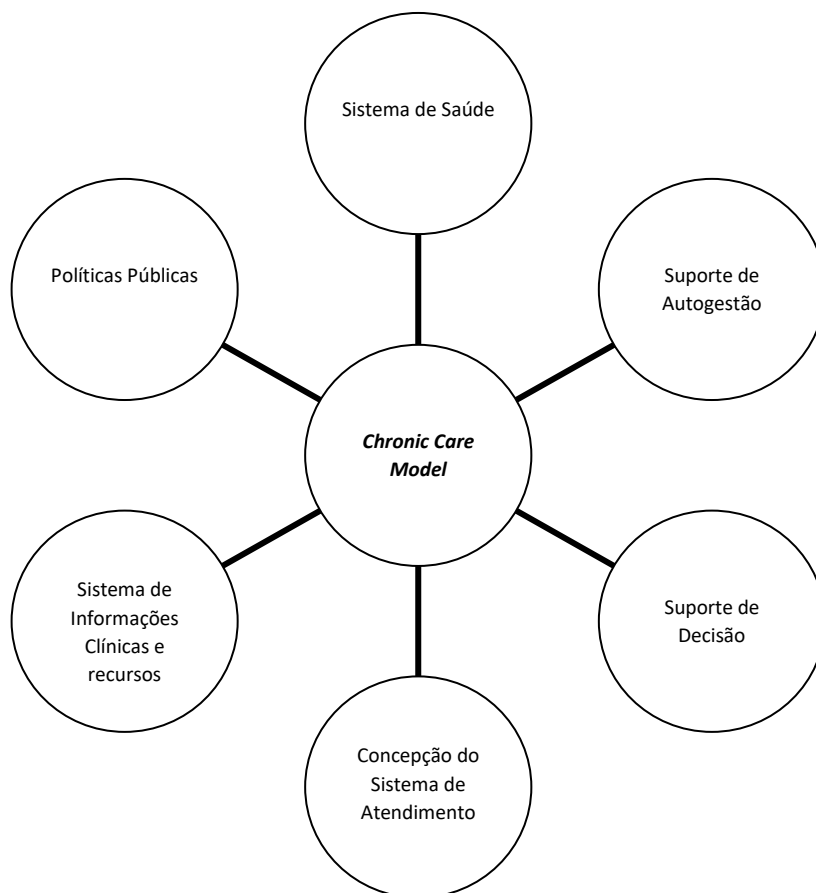 Sistema de Saúde
Políticas Públicas
Suporte de
Autogestão
Chronic Care
Model
Sistema de
Informações
Clínicas e
recursos
Suporte de
Decisão
Concepção do
Sistema de
Atendimento